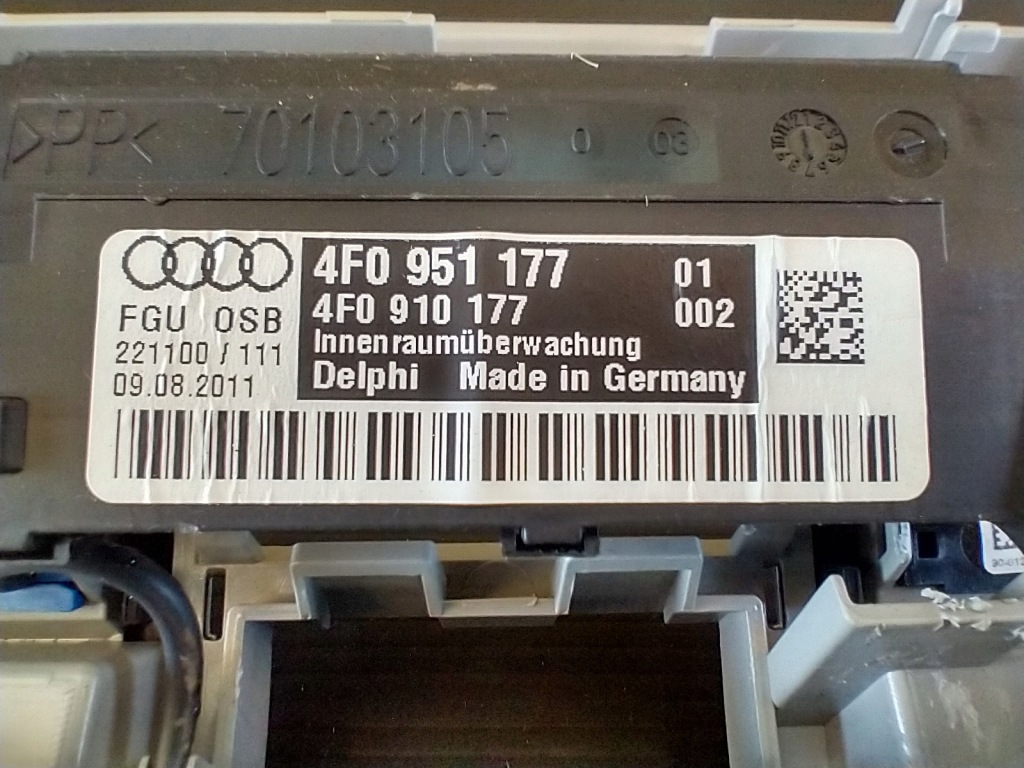 >PP< 70103105 0 03
4F0 951 177 01
4F0 910 177 002
Innenraumüberwachung
Delphi Made in Germany
FGU OSB
221100 / 111
09.08.2011